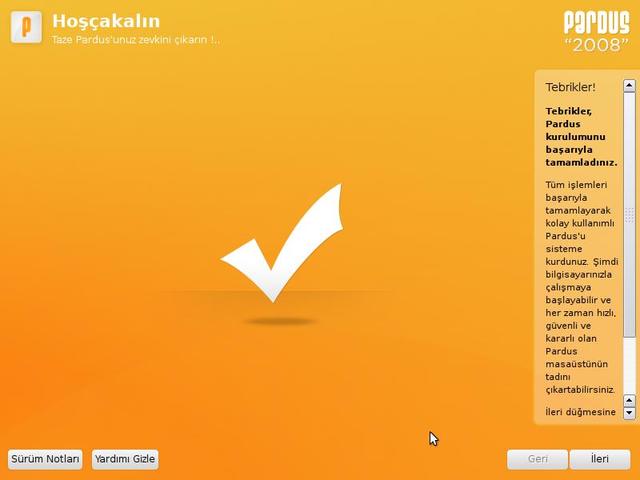 Hoşçakalın
Taze Pardus'unuz zevkini çıkarın !..
PARDUS
“2008”
Tebrikler!
Tebrikler,
Pardus
kurulumunu
başarıyla
tamamladınız.
Tüm işlemleri
başarıyla
tamamlayarak
kolay kullanımlı
Pardus'u
sisteme
kurdunuz. Şimdi
bilgisayarınızla
çalışmaya
başlayabilir ve
her zaman hızlı,
güvenli ve
kararlı olan
Pardus
masaüstünün
tadını
çıkartabilirsiniz.
İleri düğmesine
Sürüm Notları
Yardımı Gizle
Geri
İleri